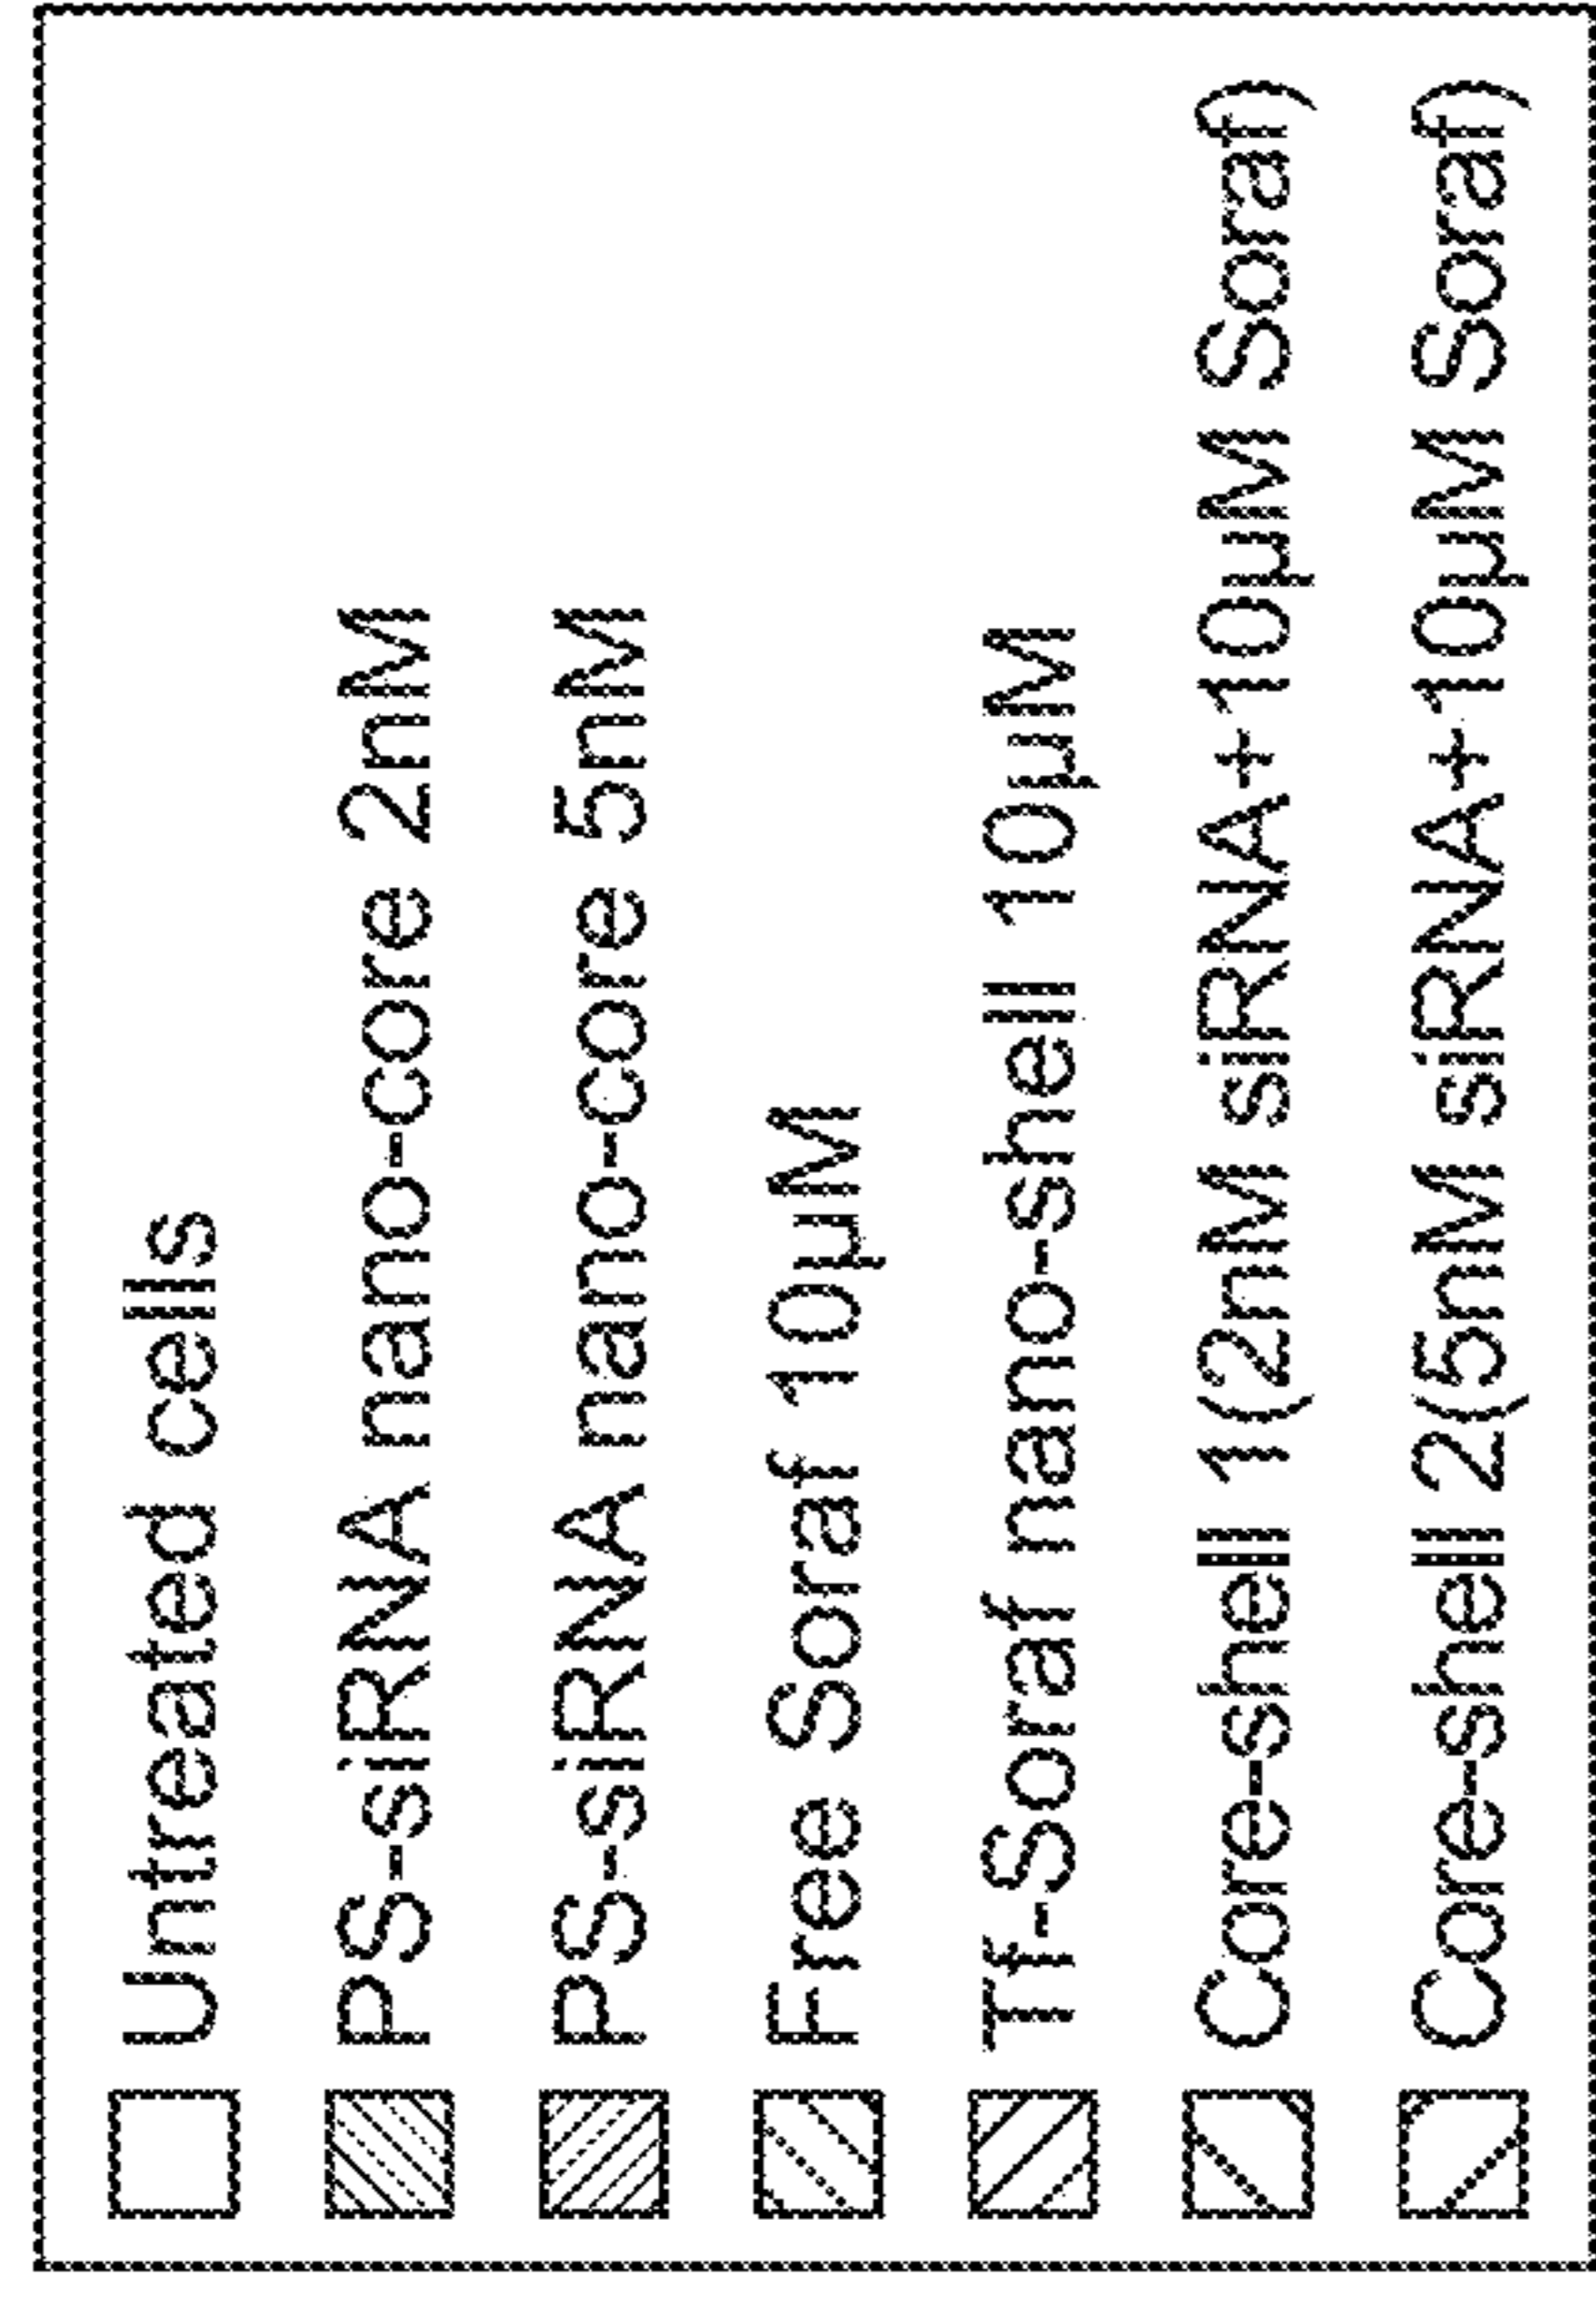 Untreated cells
PS-siRNA nano-core 2nM
PS-siRNA nano-core 5nM
Free Soraf 10µM
Tf-Soraf nano-shell 10µM
Core-shell 1(2nM siRNA+10µM Soraf)
Core-shell 2(5nM siRNA+10µM Soraf)